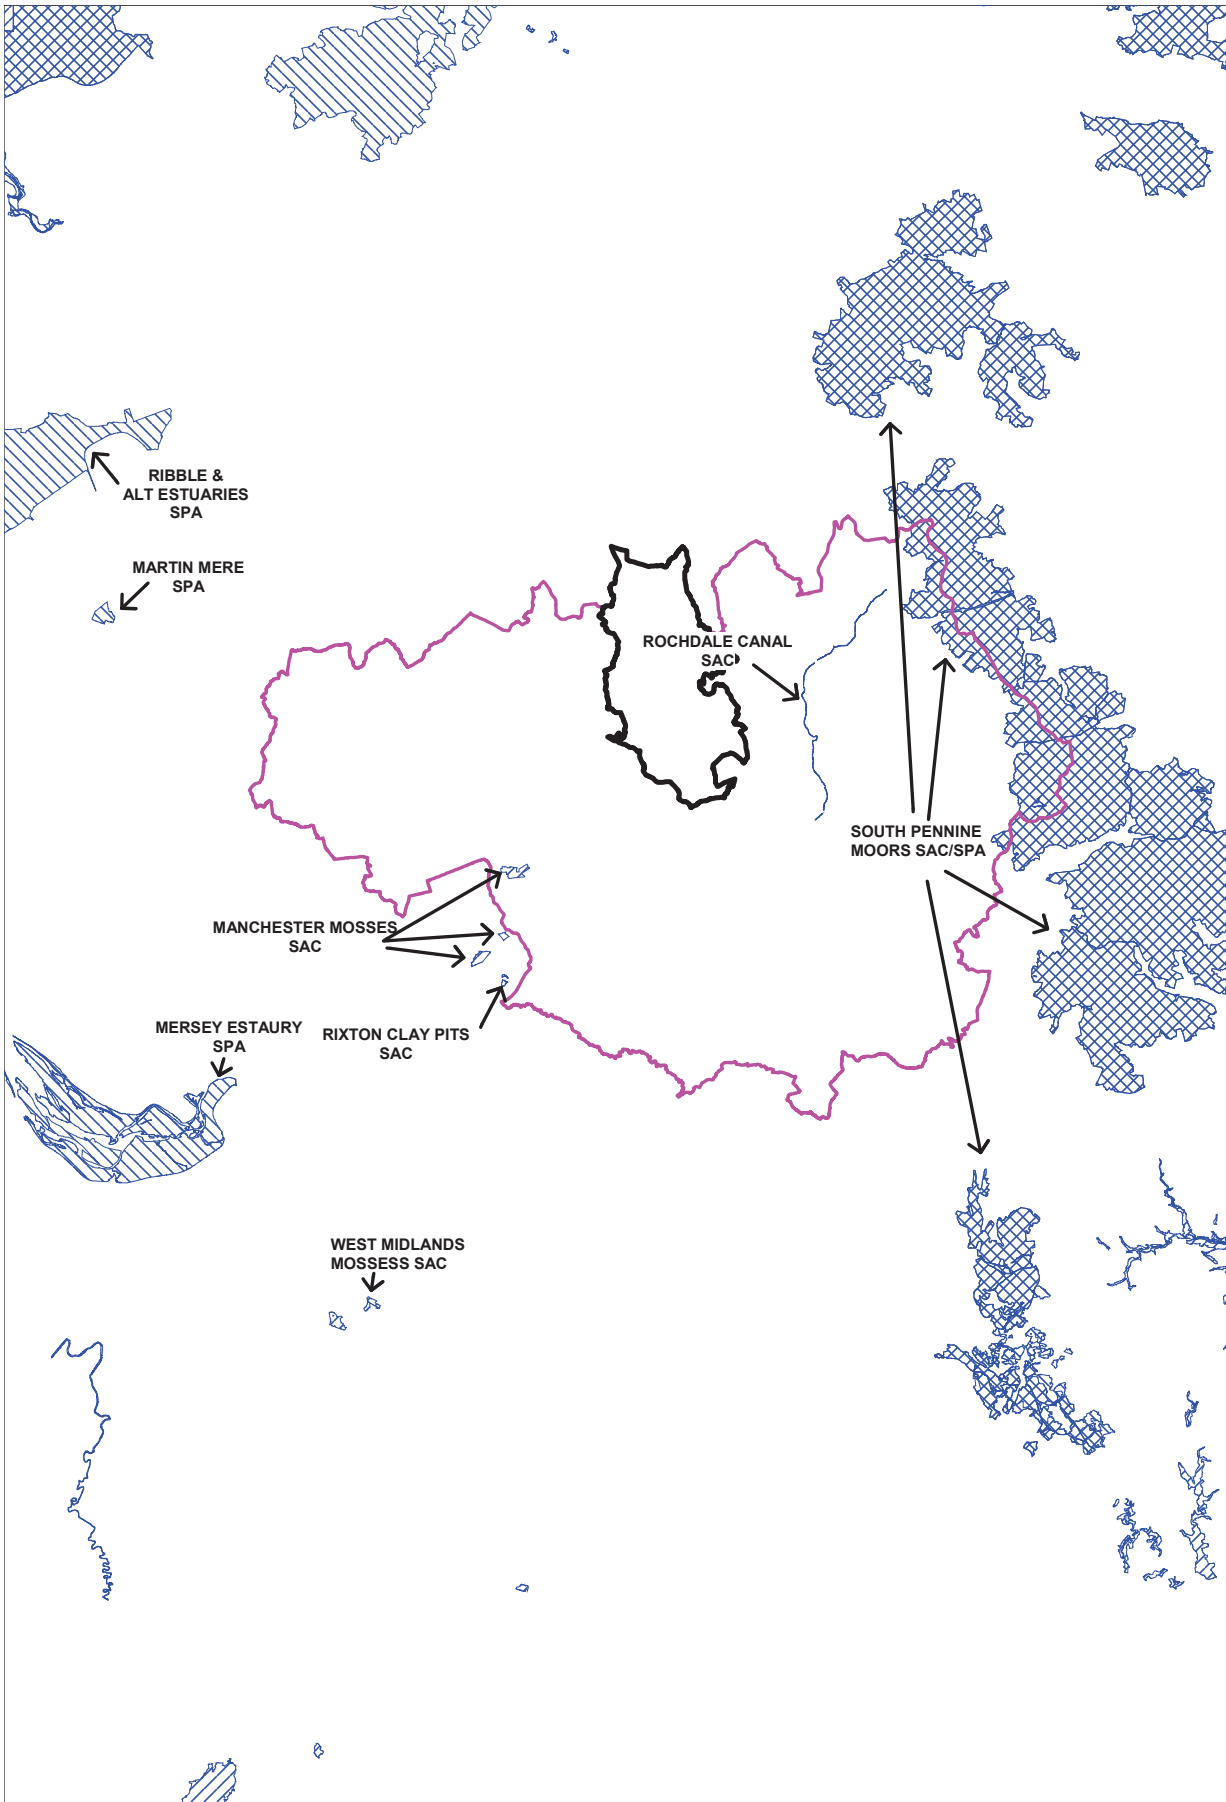 RIBBLE &
ALT ESTUARIES
SPA
MARTIN MERE
SPA
ROCHDALE CANAL
SAC
SOUTH PENNINE
MOORS SAC/SPA
MANCHESTER MOSSES
SAC
MERSEY ESTAURY
SPA
RIXTON CLAY PITS
SAC
WEST MIDLANDS
MOSSESS SAC